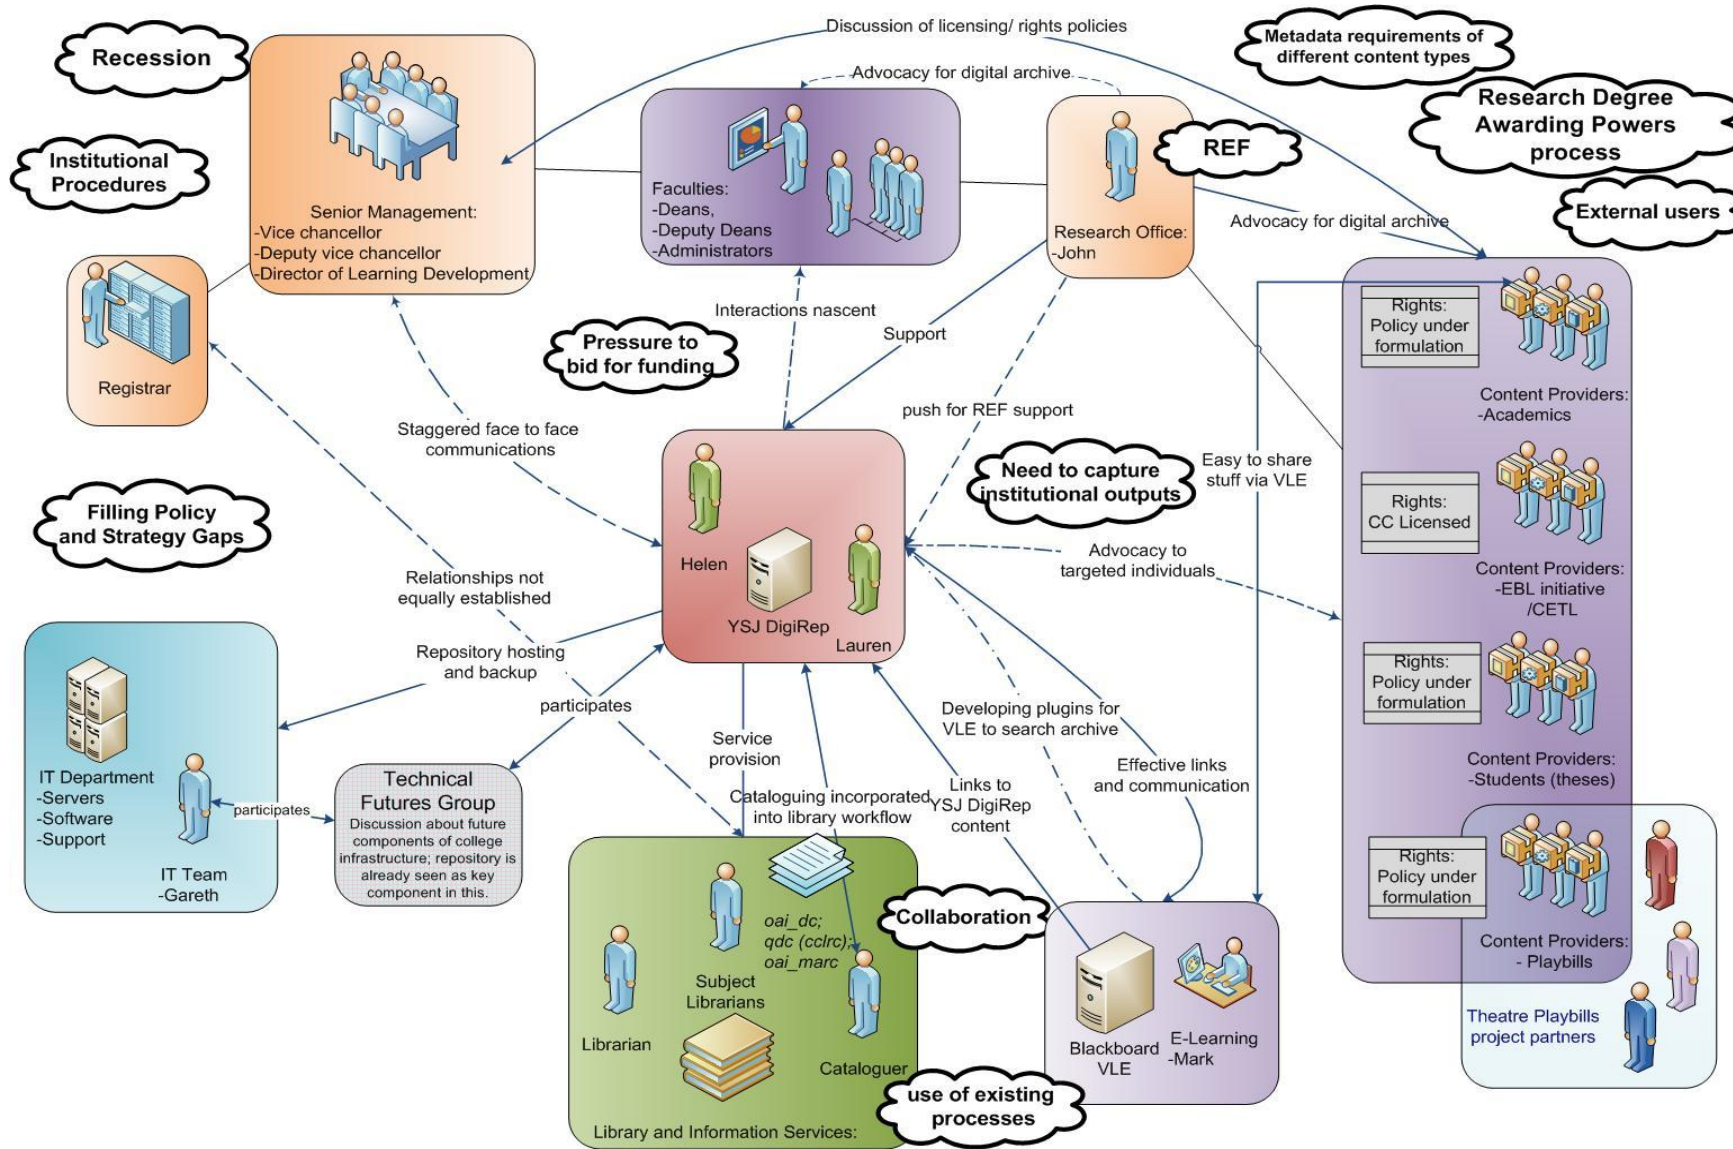 Recession
Discussion of licensing/ rights policies
Metadata requirements of
different content types
Advocacy for digital archive
Research Degree
Awarding Powers
process
REF
Institutional
Procedures
Senior Management:
-Vice chancellor
-Deputy vice chancellor
-Director of Learning Development
Faculties:
-Deans,
-Deputy Deans
-Administrators
Research Office:
-John
Advocacy for digital archive
External users
Registrar
Interactions nascent
Pressure to
bid for funding
Support
push for REF support
Rights:
Policy under
formulation
Content Providers:
-Academics
Staggered face to face
communications
Easy to share
stuff via VLE
Need to capture
institutional outputs
Filling Policy
and Strategy Gaps
Rights:
CC Licensed
Content Providers:
-EBL initiative
/CETL
Helen
YSJ DigiRep
Lauren
Advocacy to
targeted individuals
Relationships not
equally established
Repository hosting
and backup
participates
Rights:
Policy under
formulation
Content Providers:
-Students (theses)
Service
provision
Developing plugins for
VLE to search archive
Effective links
and communication
Links to
YSJ DigiRep
content
Cataloguing incorporated
into library workflow
IT Department
-Servers
-Software
-Support
IT Team
-Gareth
participates
Technical
Futures Group
Discussion about future
components of college
infrastructure; repository is
already seen as key
component in this.
Rights:
Policy under
formulation
Content Providers:
- Playbills
Collaboration
oai_dc;
qdc (cclrc);
oai_marc
Subject
Librarians
Librarian
Cataloguer
Library and Information Services:
use of existing
processes
Blackboard
VLE
E-Learning
-Mark
Theatre Playbills
project partners